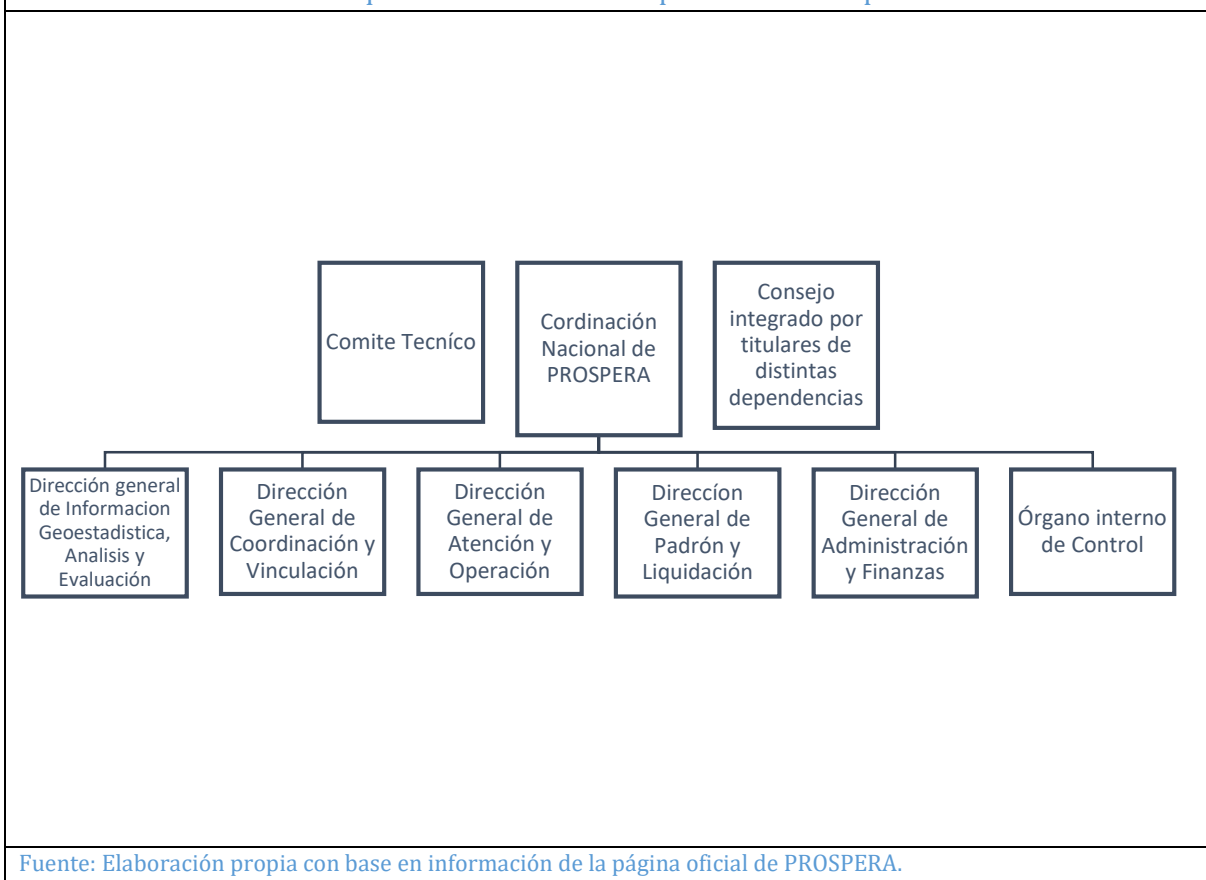 Comite Tecníco
Cordinación
Nacional de
PROSPERA
Consejo
integrado por
titulares de
distintas
dependencias
Dirección general
de Informacion
Geoestadistica,
Analisis y
Evaluación
Dirección
General de
Coordinación y
Vinculación
Dirección
General de
Atención y
Operación
Direccíon
General de
Padrón y
Liquidación
Dirección
General de
Administración
y Finanzas
Órgano interno
de Control
Fuente: Elaboración propia con base en información de la página oficial de PROSPERA.